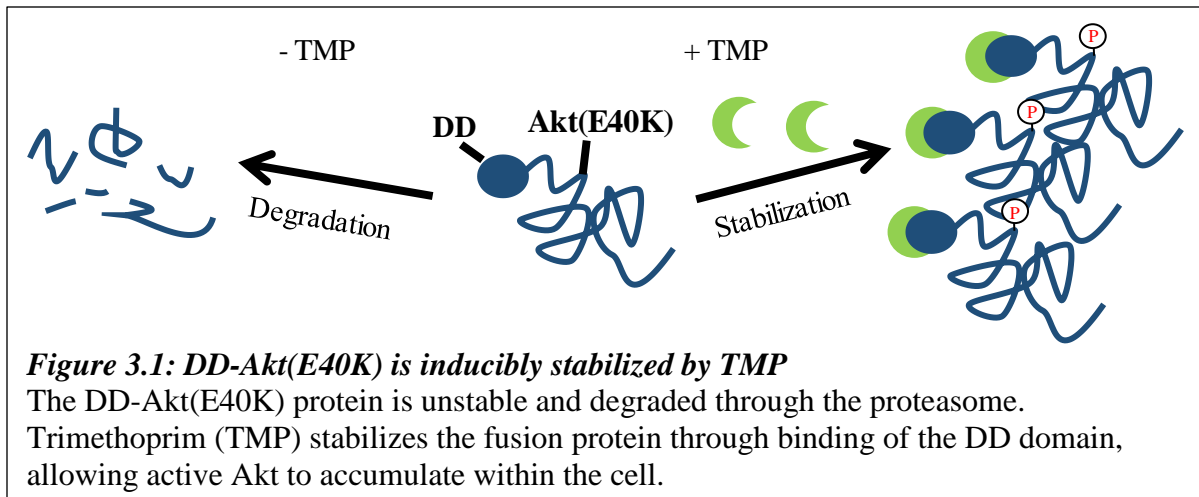 - TMP
+ TMP
DD
Akt(E40K)
P
P
P
Degradation
Stabilization
Figure 3.1: DD-Akt(E40K) is inducibly stabilized by TMP
The DD-Akt(E40K) protein is unstable and degraded through the proteasome.
Trimethoprim (TMP) stabilizes the fusion protein through binding of the DD domain,
allowing active Akt to accumulate within the cell.